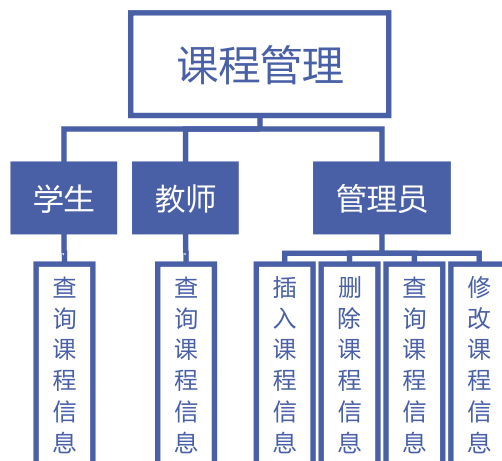 课程管理
学生
教师
管理员
查询课程信息
查询课程信息
插入课程信息
删除课程信息
查询课程信息
修改课程信息